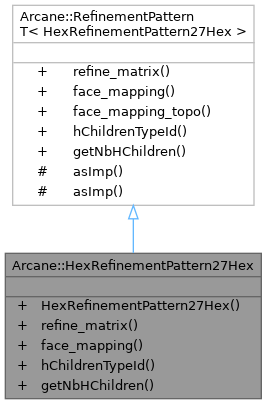 Arcane::RefinementPattern
T< HexRefinementPattern27Hex >
+ refine_matrix()
+ face_mapping()
+ face_mapping_topo()
+ hChildrenTypeId()
+ getNbHChildren()
# asImp()
# asImp()
Arcane::HexRefinementPattern27Hex
+ HexRefinementPattern27Hex()
+ refine_matrix()
+ face_mapping()
+ hChildrenTypeId()
+ getNbHChildren()